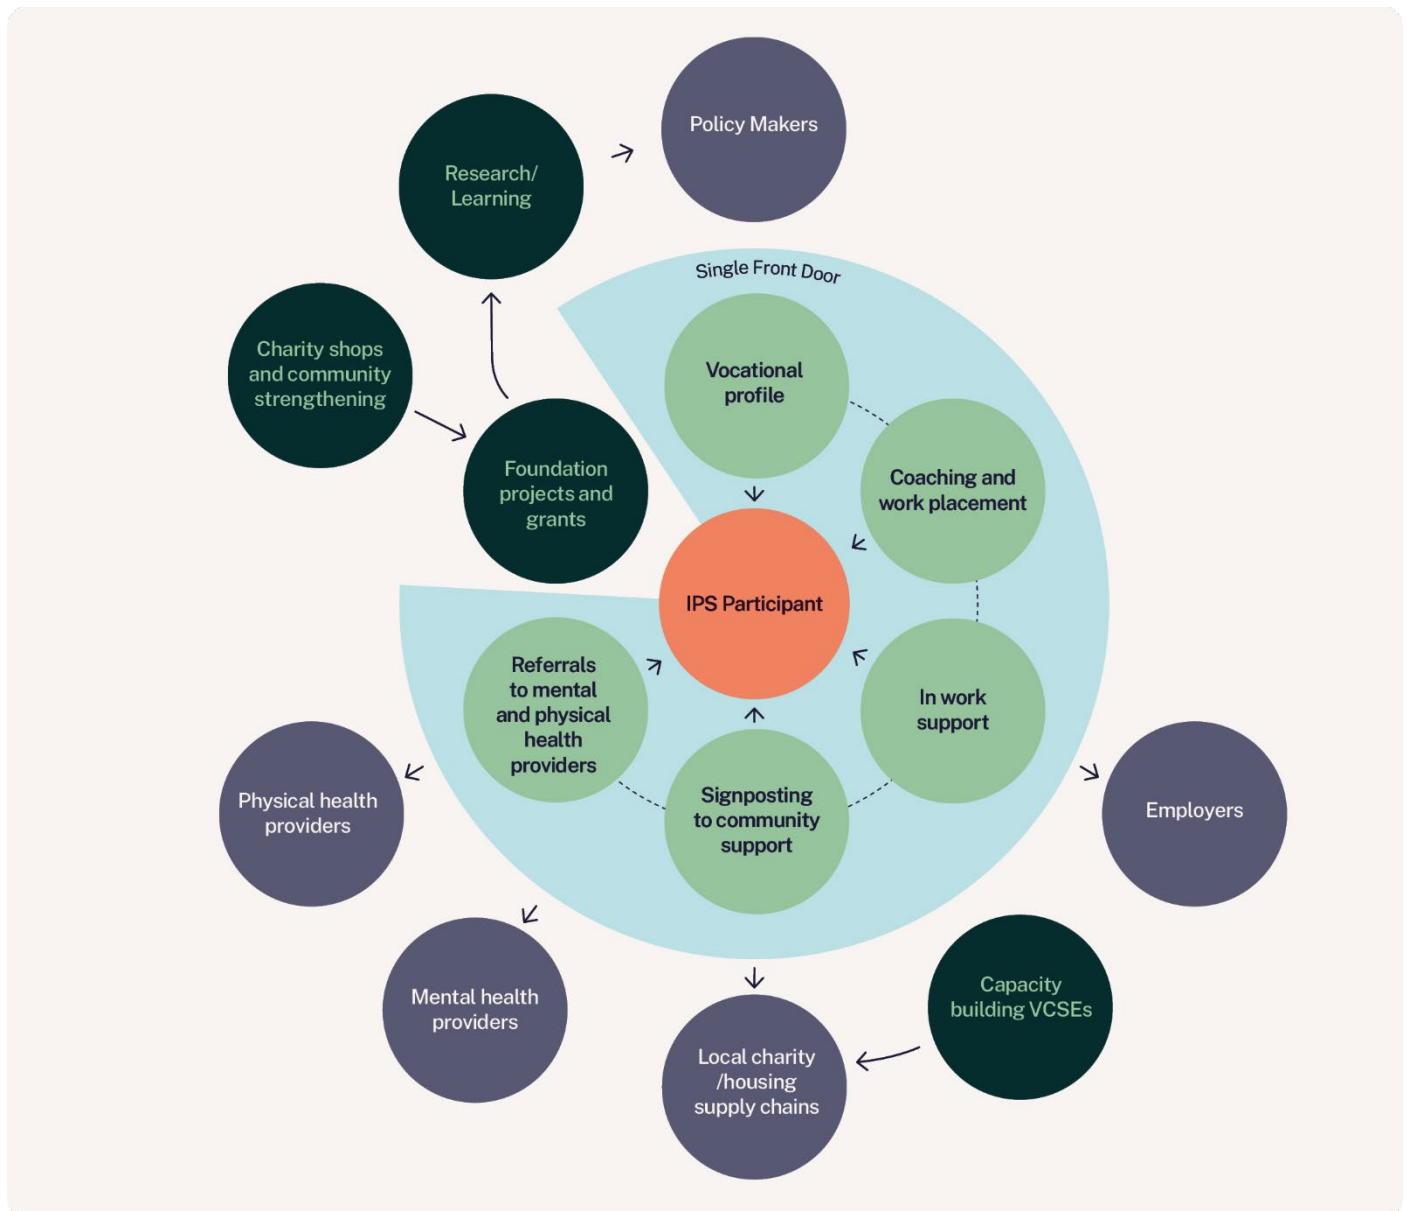 Policy Makers
Research/
Learning
Single Front Door
Charity shops
and community
strengthening
Vocational
profile
Foundation
projects and
grants
Coaching and
work placement
IPS Participant
Referrals
to mental
and physical
health
providers
In work
support
Signposting
to community
support
Physical health
providers
Employers
Mental health
providers
Capacity
building VCSEs
Local charity
/housing
supply chains